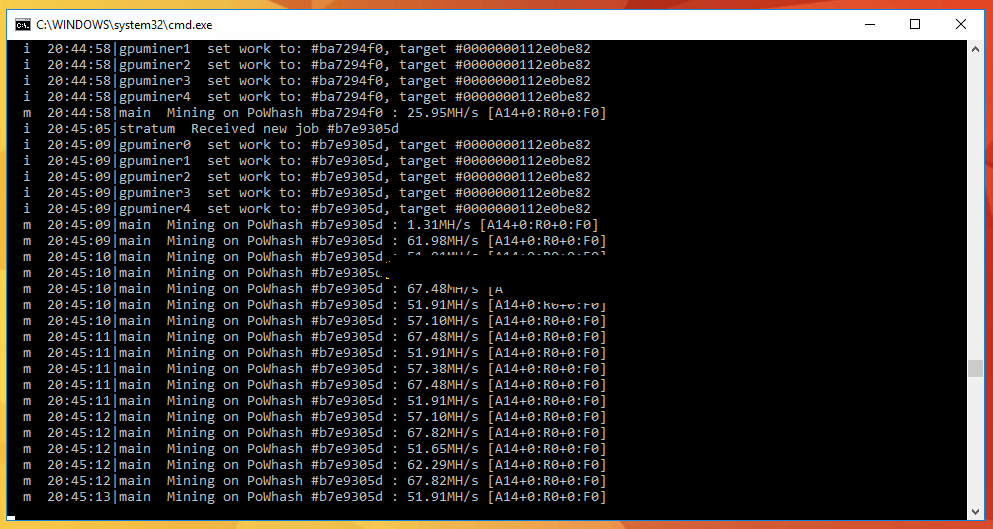 C:\WINDOWS\system32\cmd.exe
i 20:44:58|gpuminer1 set work to: #ba7294f0, target #0000000112e0be82
i 20:44:58|gpuminer2 set work to: #ba7294f0, target #0000000112e0be82
i 20:44:58|gpuminer3 set work to: #ba7294f0, target #0000000112e0be82
i 20:44:58|gpuminer4 set work to: #ba7294f0, target #0000000112e0be82
m 20:44:58|main Mining on PoWhash #ba7294f0 : 25.95MH/s [A14+0:R0+0:F0]
i 20:45:05|stratum Received new job #b7e9305d
i 20:45:09|gpuminer0 set work to: #b7e9305d, target #0000000112e0be82
i 20:45:09|gpuminer1 set work to: #b7e9305d, target #0000000112e0be82
i 20:45:09|gpuminer2 set work to: #b7e9305d, target #0000000112e0be82
i 20:45:09|gpuminer3 set work to: #b7e9305d, target #0000000112e0be82
i 20:45:09|gpuminer4 set work to: #b7e9305d, target #0000000112e0be82
m 20:45:09|main Mining on PoWhash #b7e9305d : 1.31MH/s [A14+0:R0+0:F0]
m 20:45:09|main Mining on PoWhash #b7e9305d : 61.98MH/s [A14+0:R0+0:F0]
m 20:45:10|main Mining on PoWhash #b7e9305d
m 20:45:10|main Mining on PoWhash
m 20:45:10|main Mining on PoWhash #b7e9305d : 67.48MH/s
m 20:45:10|main Mining on PoWhash #b7e9305d : 51.91MH/s [A14+0:R0+0:F0]
m 20:45:10|main Mining on PoWhash #b7e9305d : 57.10MH/s [A14+0:R0+0:F0]
m 20:45:11|main Mining on PoWhash #b7e9305d : 67.48MH/s [A14+0:R0+0:F0]
m 20:45:11|main Mining on PoWhash #b7e9305d : 51.91MH/s [A14+0:R0+0:F0]
m 20:45:11|main Mining on PoWhash #b7e9305d : 57.38MH/s [A14+0:R0+0:F0]
m 20:45:11|main Mining on PoWhash #b7e9305d : 67.48MH/s [A14+0:R0+0:F0]
m 20:45:11|main Mining on PoWhash #b7e9305d : 51.91MH/s [A14+0:R0+0:F0]
m 20:45:12|main Mining on PoWhash #b7e9305d : 57.10MH/s [A14+0:R0+0:F0]
m 20:45:12|main Mining on PoWhash #b7e9305d : 67.82MH/s [A14+0:R0+0:F0]
m 20:45:12|main Mining on PoWhash #b7e9305d : 51.65MH/s [A14+0:R0+0:F0]
m 20:45:12|main Mining on PoWhash #b7e9305d : 62.29MH/s [A14+0:R0+0:F0]
m 20:45:12|main Mining on PoWhash #b7e9305d : 67.82MH/s [A14+0:R0+0:F0]
m 20:45:13|main Mining on PoWhash #b7e9305d : 51.91MH/s [A14+0:R0+0:F0]